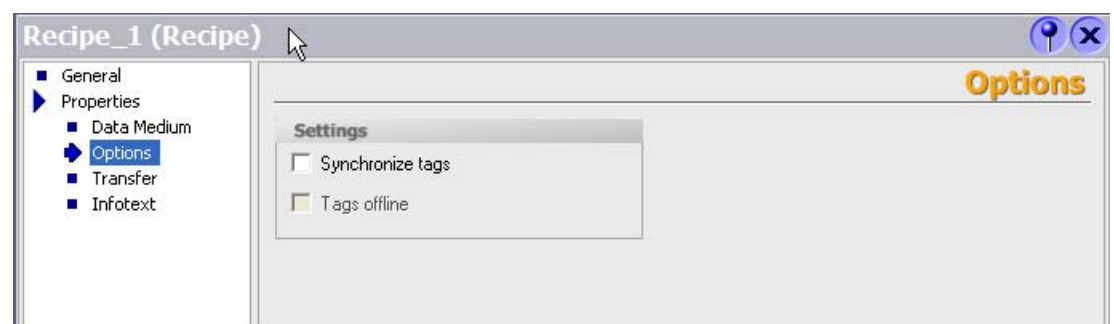 Recipe_1 (Recipe)
General
Properties
Data Medium
Options
Transfer
Infotext
Options
Settings
Synchronize tags
Tags offline